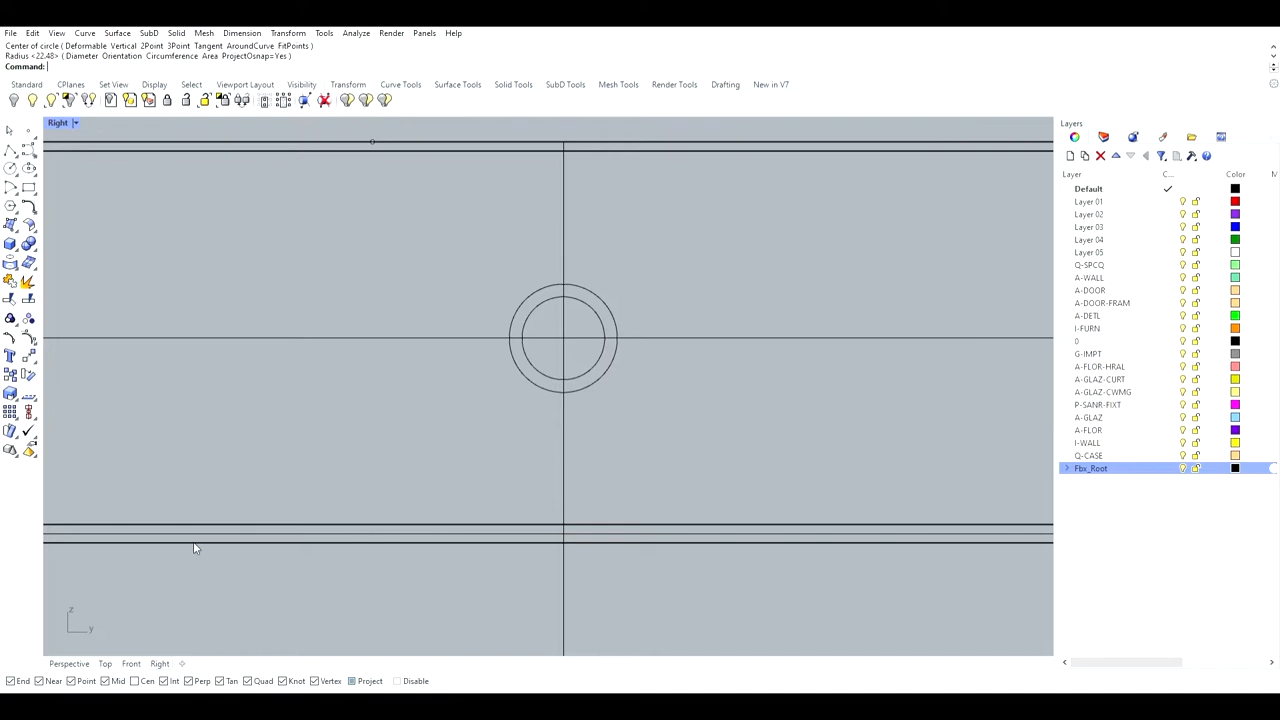 File Edit View Curve Surface SubD Solid Mesh Dimension Transform Tools Analyze Render Panels Help
Center of circle ( Deformable Vertical 2Point 3Point Tangent AroundCurve FitPoints )
Radius <22.48> ( Diameter Orientation Circumference Area ProjectOsnap=Yes )
Command:
Standard CPlanes Set View Display Select Viewport Layout Visibility Transform Curve Tools Surface Tools Solid Tools SubD Tools Mesh Tools Render Tools Drafting New in V7
Right
Layers
Layer C... Color M
Default
Layer 01
Layer 02
Layer 03
Layer 04
Layer 05
Q-SPCQ
A-WALL
A-DOOR
A-DOOR-FRAM
A-DETL
I-FURN
0
G-IMPT
A-FLOR-HRAL
A-GLAZ-CURT
A-GLAZ-CWMG
P-SANR-FIXT
A-GLAZ
A-FLOR
I-WALL
Q-CASE
Fbx_Root
z
y
Perspective Top Front Right
End Near Point Mid Cen Int Perp Tan Quad Knot Vertex Project Disable